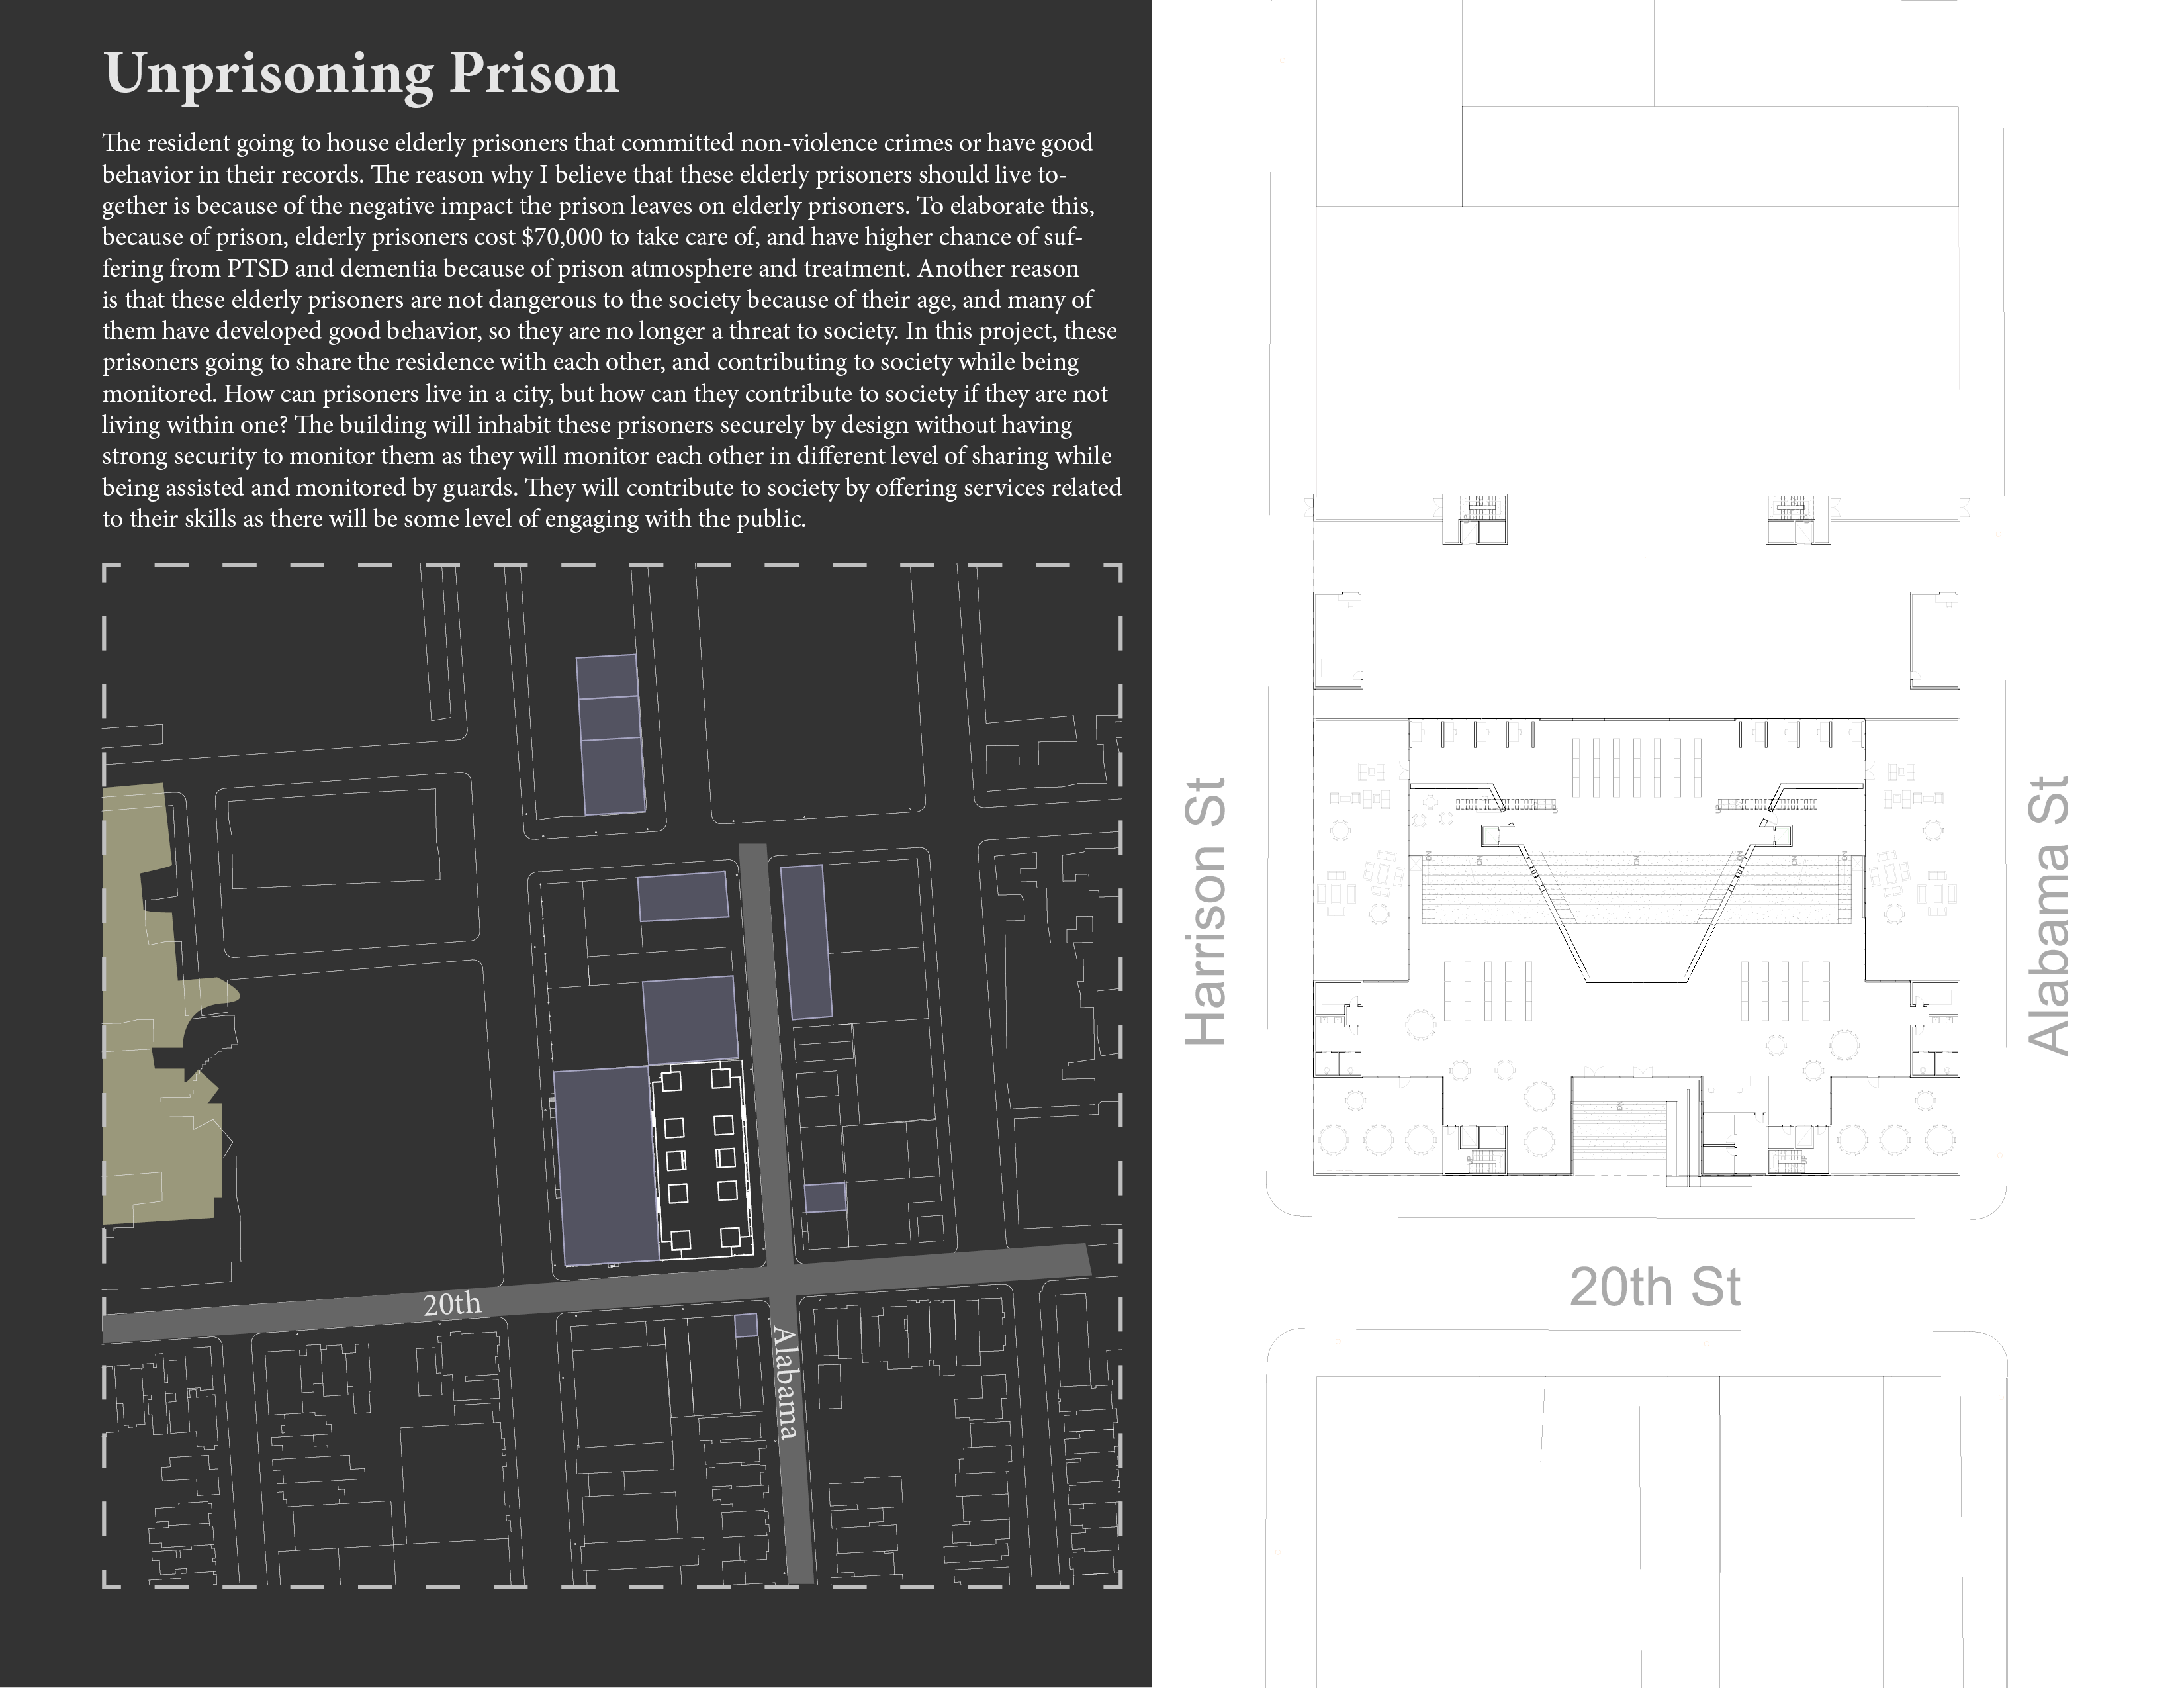 Unprisoning Prison
The resident going to house elderly prisoners that committed non-violence crimes or have good
behavior in their records. The reason why I believe that these elderly prisoners should live to-
gether is because of the negative impact the prison leaves on elderly prisoners. To elaborate this,
because of prison, elderly prisoners cost $70,000 to take care of, and have higher chance of suf-
fering from PTSD and dementia because of prison atmosphere and treatment. Another reason
is that these elderly prisoners are not dangerous to the society because of their age, and many of
them have developed good behavior, so they are no longer a threat to society. In this project, these
prisoners going to share the residence with each other, and contributing to society while being
monitored. How can prisoners live in a city, but how can they contribute to society if they are not
living within one? The building will inhabit these prisoners securely by design without having
strong security to monitor them as they will monitor each other in different level of sharing while
being assisted and monitored by guards. They will contribute to society by offering services related
to their skills as there will be some level of engaging with the public.
20th
Alabama
Harrison St
Alabama St
DN
DN
DN
DN
DN
DN
DN
20th St